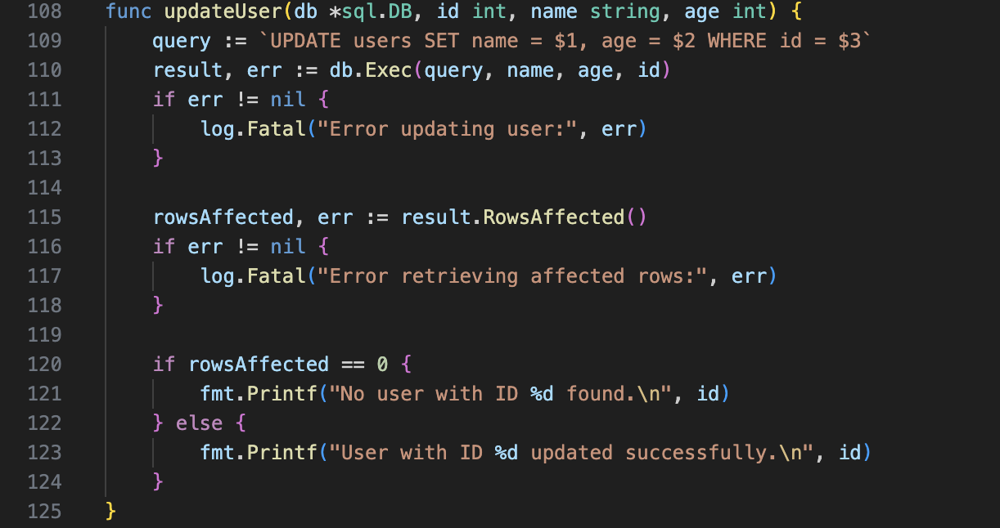 108 func updateUser(db *sql.DB, id int, name string, age int) {
109     query := `UPDATE users SET name = $1, age = $2 WHERE id = $3`
110     result, err := db.Exec(query, name, age, id)
111     if err != nil {
112         log.Fatal("Error updating user:", err)
113     }
114
115     rowsAffected, err := result.RowsAffected()
116     if err != nil {
117         log.Fatal("Error retrieving affected rows:", err)
118     }
119
120     if rowsAffected == 0 {
121         fmt.Printf("No user with ID %d found.\n", id)
122     } else {
123         fmt.Printf("User with ID %d updated successfully.\n", id)
124     }
125 }